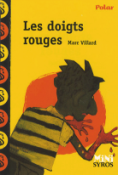 Polar
Les doigts
rouges
Marc Villard
MINI
SYROS